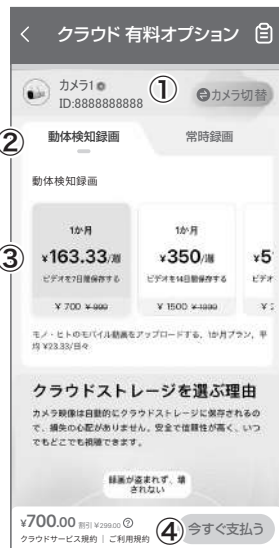 クラウド 有料オプション
カメラ1
ID:8888888888
①
カメラ切替
②
動体検知録画
常時録画
動体検知録画
③
1か月
¥163.33/週
ビデオを7日間保存する
¥ 700 ¥ 990
1か月
¥350/週
ビデオを14日間保存する
¥ 1500 ¥ 1990
¥5
ビデオ
¥ 2
モノ・ヒトのモバイル動画をアップロードする、1か月プラン、平
均 ¥23.33/日々
クラウドストレージを選ぶ理由
カメラ映像は自動的にクラウドストレージに保存されるの
で、損失の心配がありません。安全で信頼性が高く、いつ
でもどこでも視聴できます。
録画が盗まれず、壊
されない
¥700.00 割引 ¥299.00 ?
クラウドサービス規約 | ご利用規約
④
今すぐ支払う